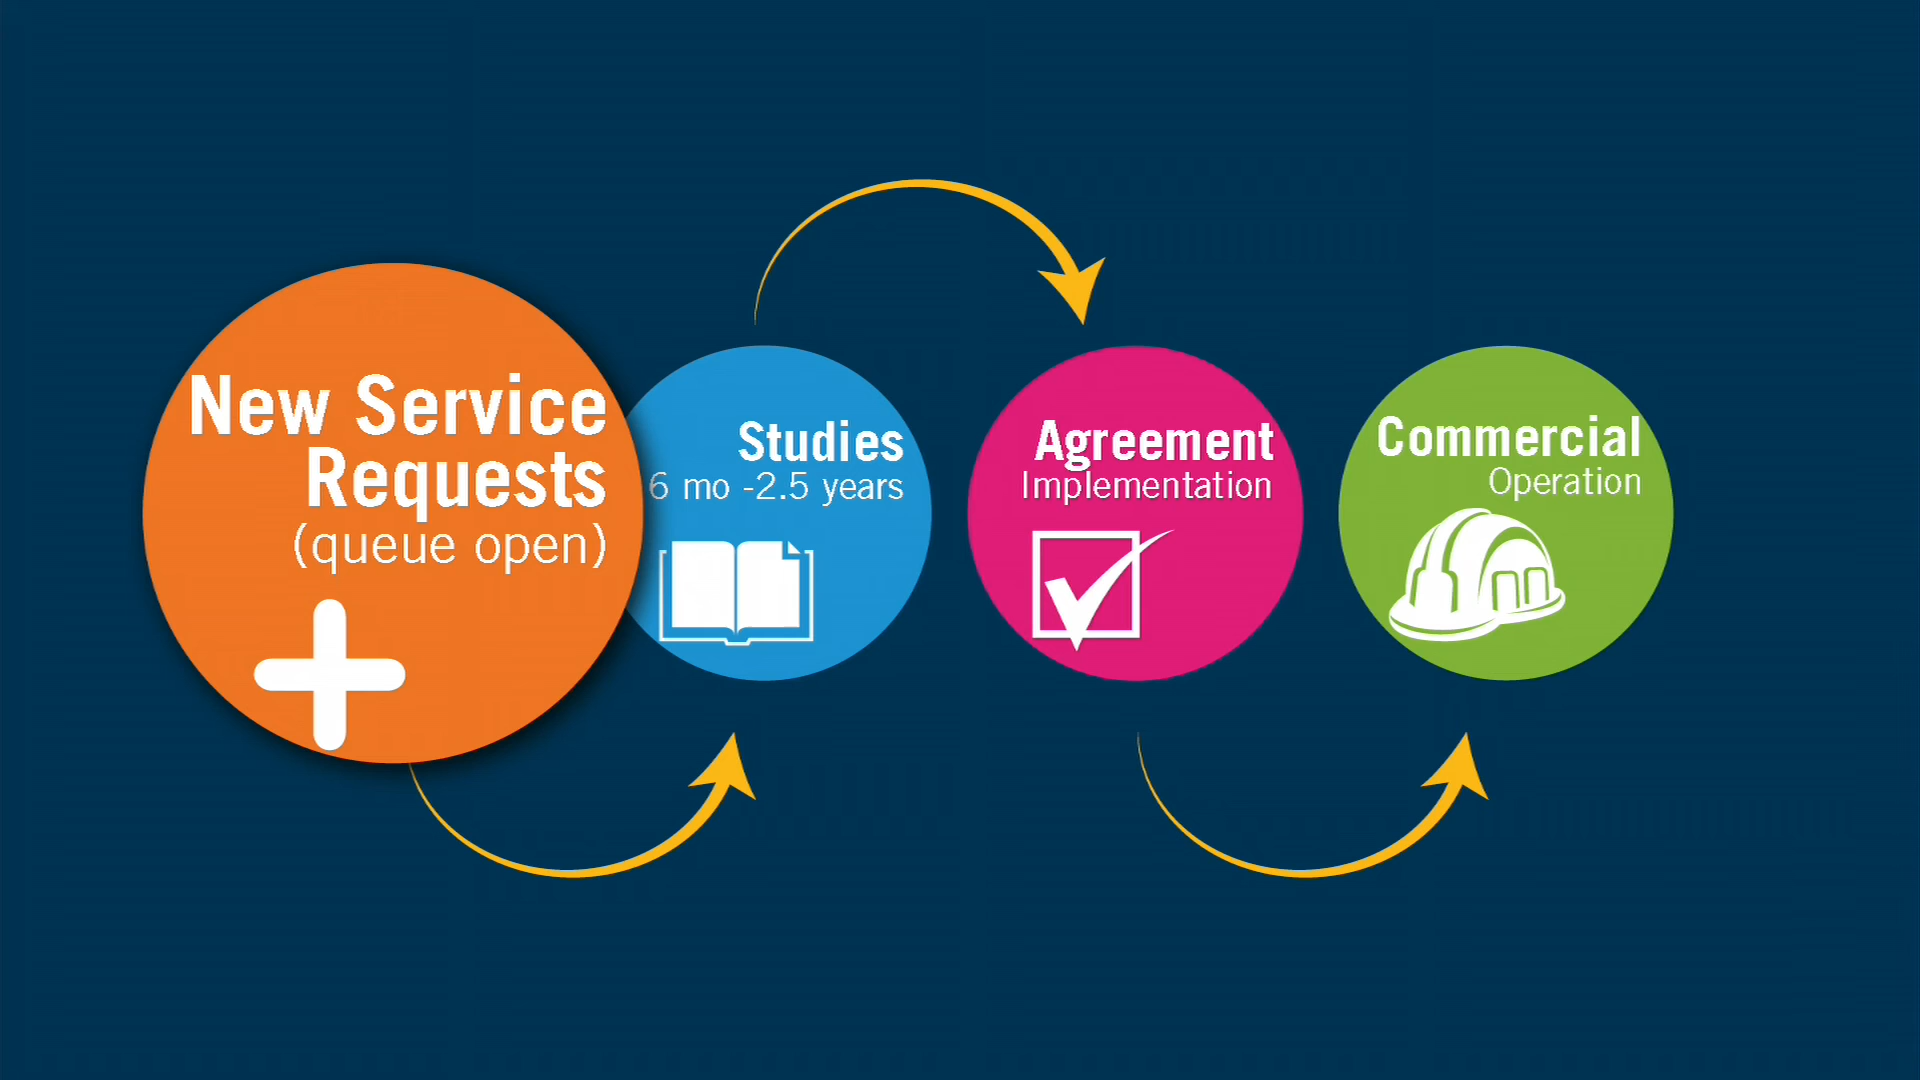 New Service
Requests
(queue open)
Studies
6 mo -2.5 years
Agreement
Implementation
Commercial
Operation